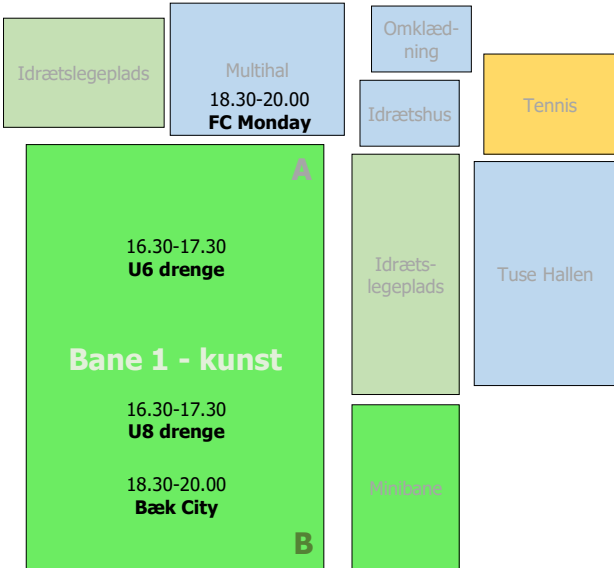 Idrætslegeplads
Multihal
18.30-20.00
FC Monday
Omklæd-
ning
Idrætshus
Tennis
A
16.30-17.30
U6 drenge
Bane 1 - kunst
16.30-17.30
U8 drenge
18.30-20.00
Bæk City
B
Idræts-
legeplads
Tuse Hallen
Minibane